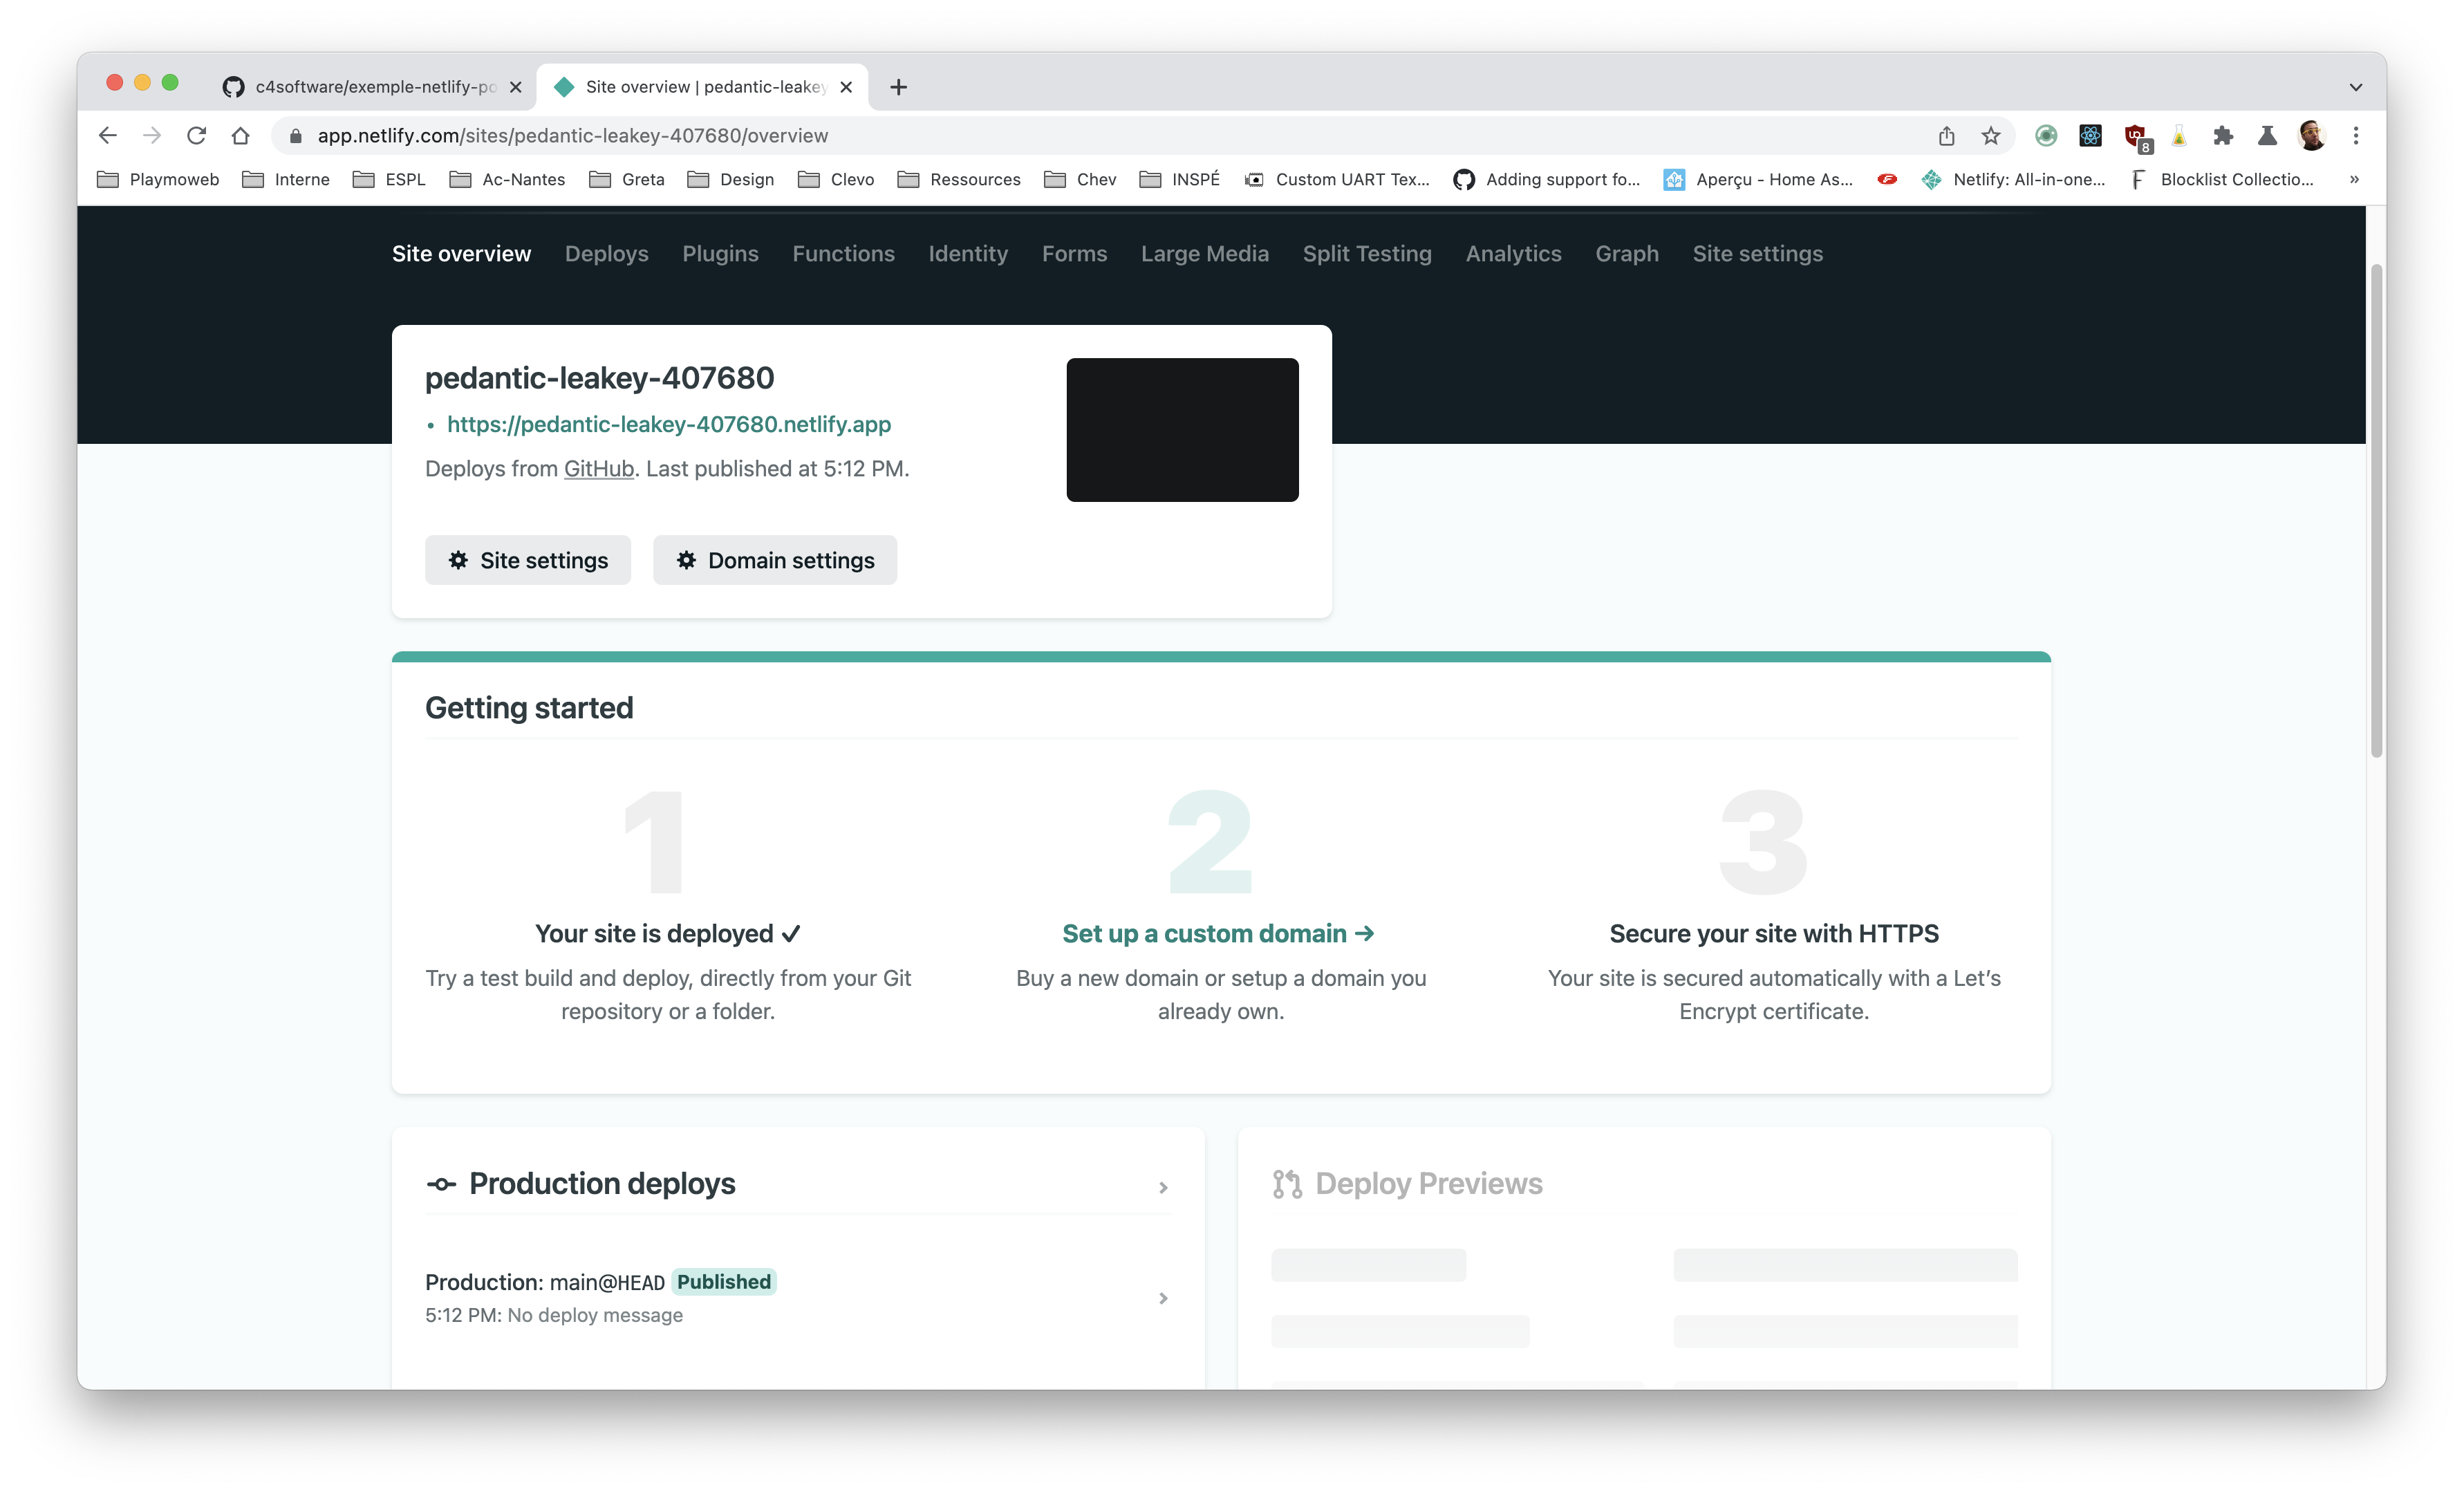 c4software/exemple-netlify-po
Site overview | pedantic-leakey
app.netlify.com/sites/pedantic-leakey-407680/overview
8
Playmoweb Interne ESPL Ac-Nantes Greta Design Clevo Ressources Chev INSPÉ Custom UART Tex... Adding support fo... Aperçu - Home As... Netlify: All-in-one... Blocklist Collectio... »
Site overview Deploys Plugins Functions Identity Forms Large Media Split Testing Analytics Graph Site settings
pedantic-leakey-407680
• https://pedantic-leakey-407680.netlify.app
Deploys from GitHub. Last published at 5:12 PM.
Site settings Domain settings
Getting started
1 2 3
Your site is deployed ✓
Try a test build and deploy, directly from your Git
repository or a folder.
Set up a custom domain →
Buy a new domain or setup a domain you
already own.
Secure your site with HTTPS
Your site is secured automatically with a Let’s
Encrypt certificate.
Production deploys
Production: main@HEAD Published
5:12 PM: No deploy message
Deploy Previews